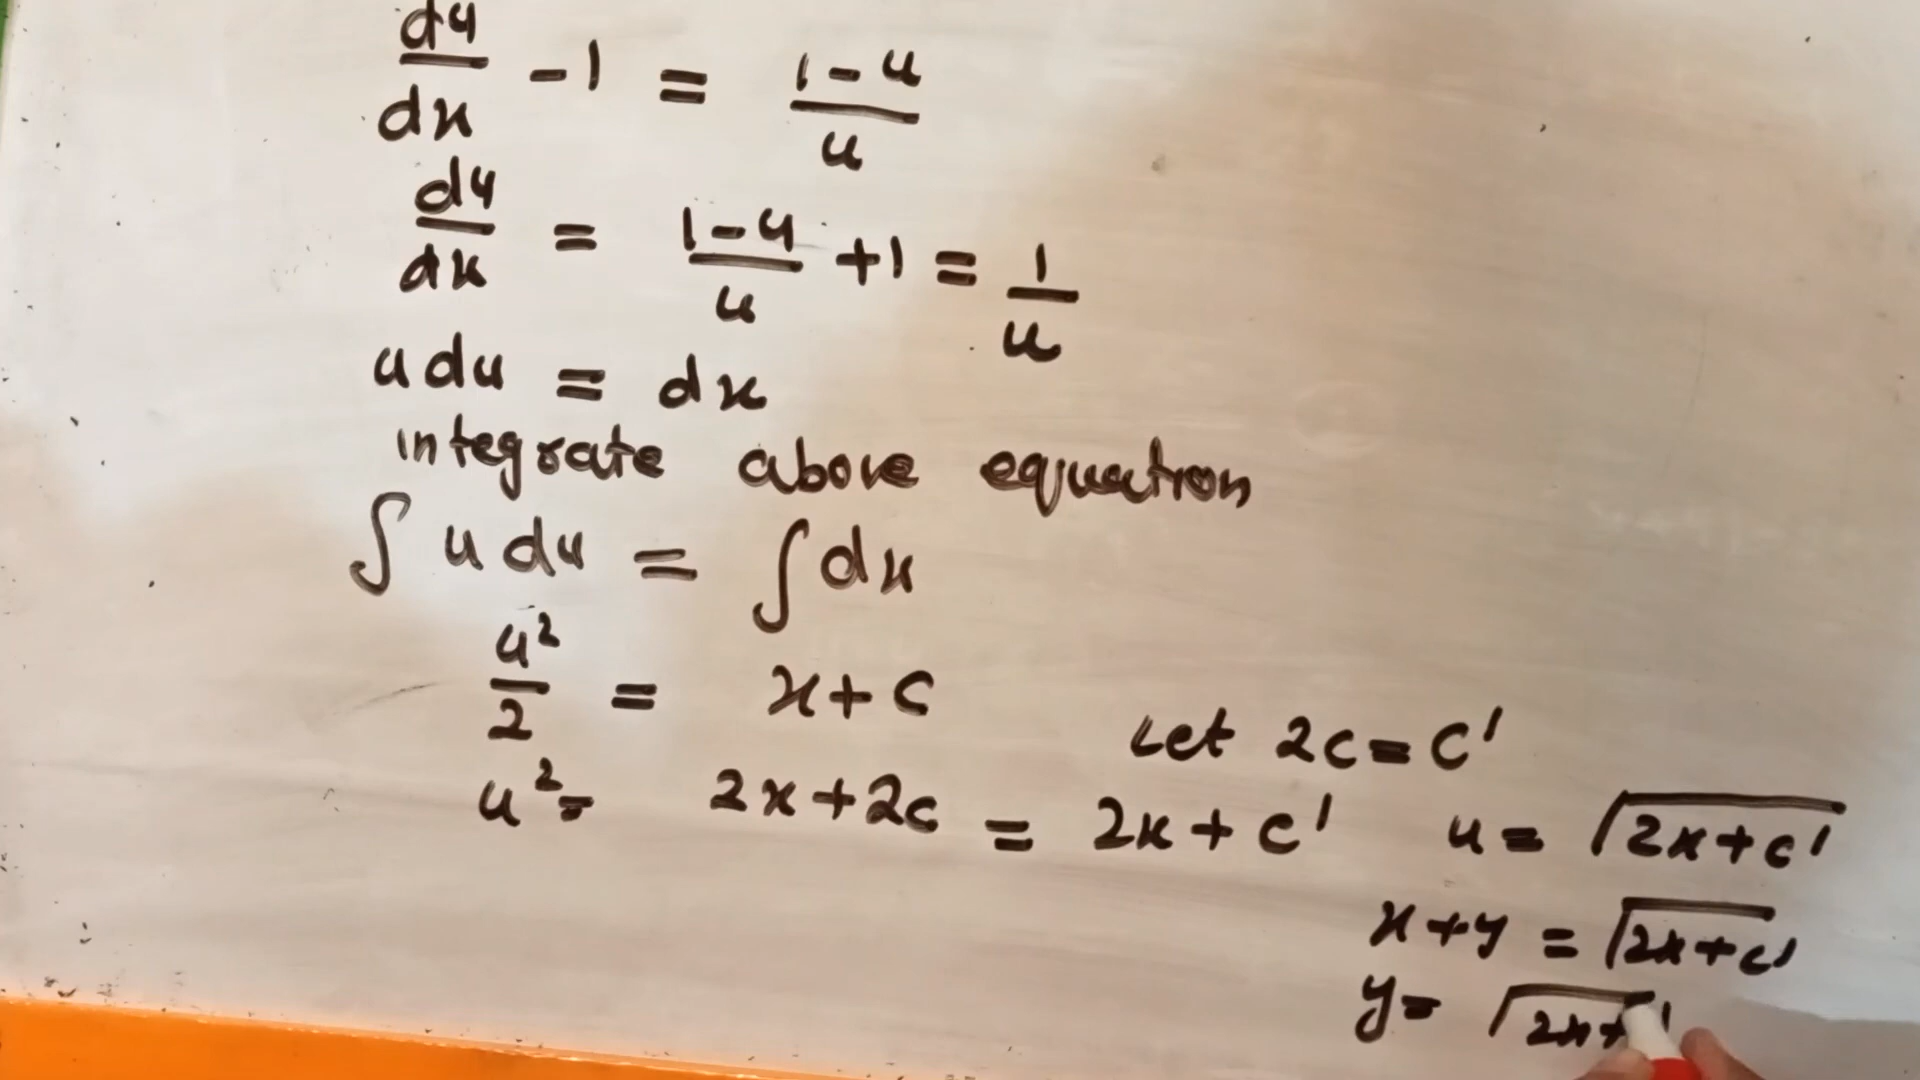 du/dx - 1 = (1-u)/u
du/dx = (1-u)/u + 1 = 1/u
u du = dx
integrate above equation
∫ u du = ∫ dx
u²/2 = x + c
Let 2c = c'
u² = 2x + 2c = 2x + c' u = √(2x+c')
x+y = √(2x+c')
y = √(2x+